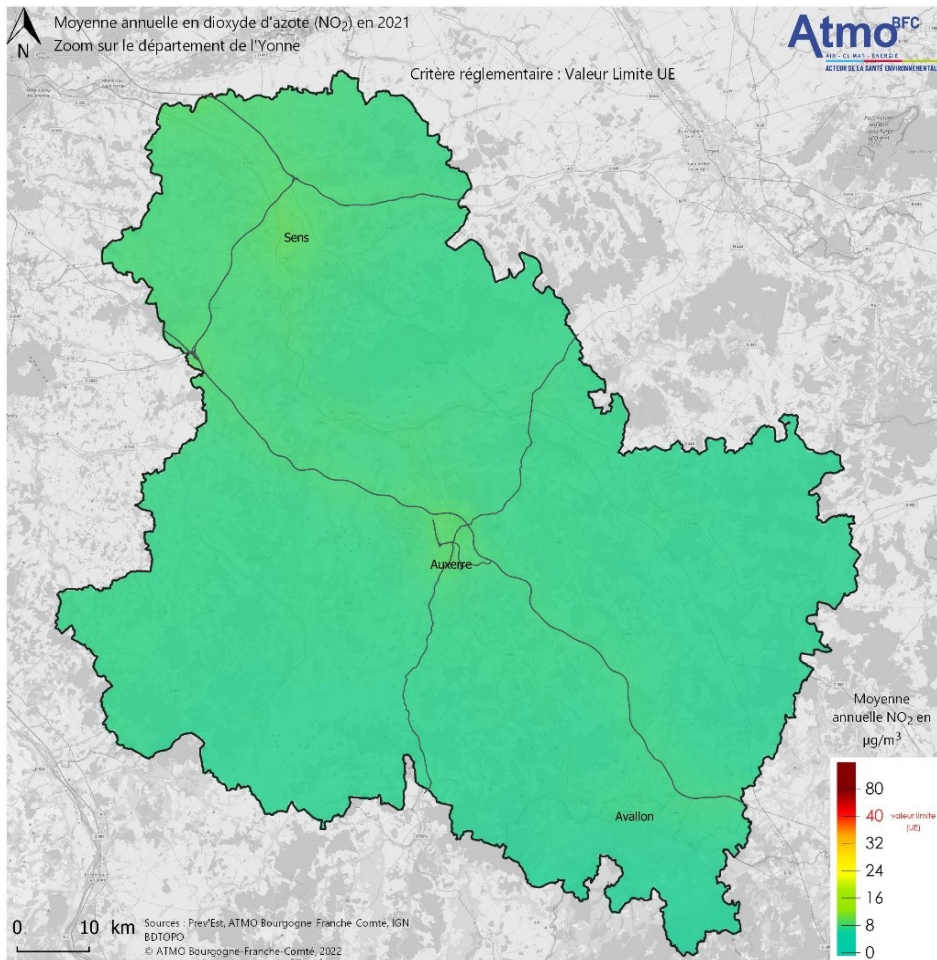 Moyenne annuelle en dioxyde d'azote (NO₂) en 2021
Zoom sur le département de l'Yonne
N
Critère réglementaire : Valeur Limite UE
Atmo BFC
AIR - CLIMAT - ENERGIE
ACTEUR DE LA SANTÉ ENVIRONNEMENTALE
Sens
Auxerre
Avallon
Moyenne
annuelle NO₂ en
µg/m³
80
40 valeur limite
(UE)
32
24
16
8
0
0 10 km
Sources : Prev'Est, ATMO Bourgogne Franche-Comté, IGN
BDTOPO
© ATMO Bourgogne-Franche-Comté, 2022